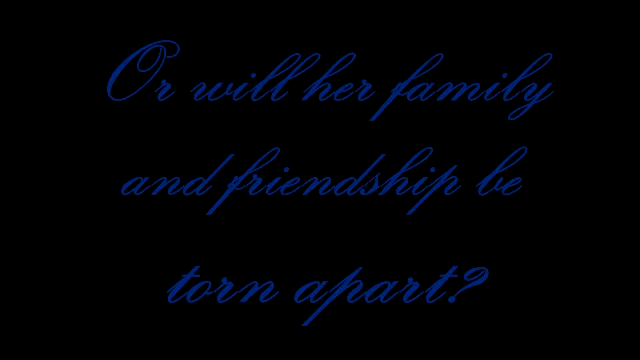 Or will her family
and friendship be
torn apart?